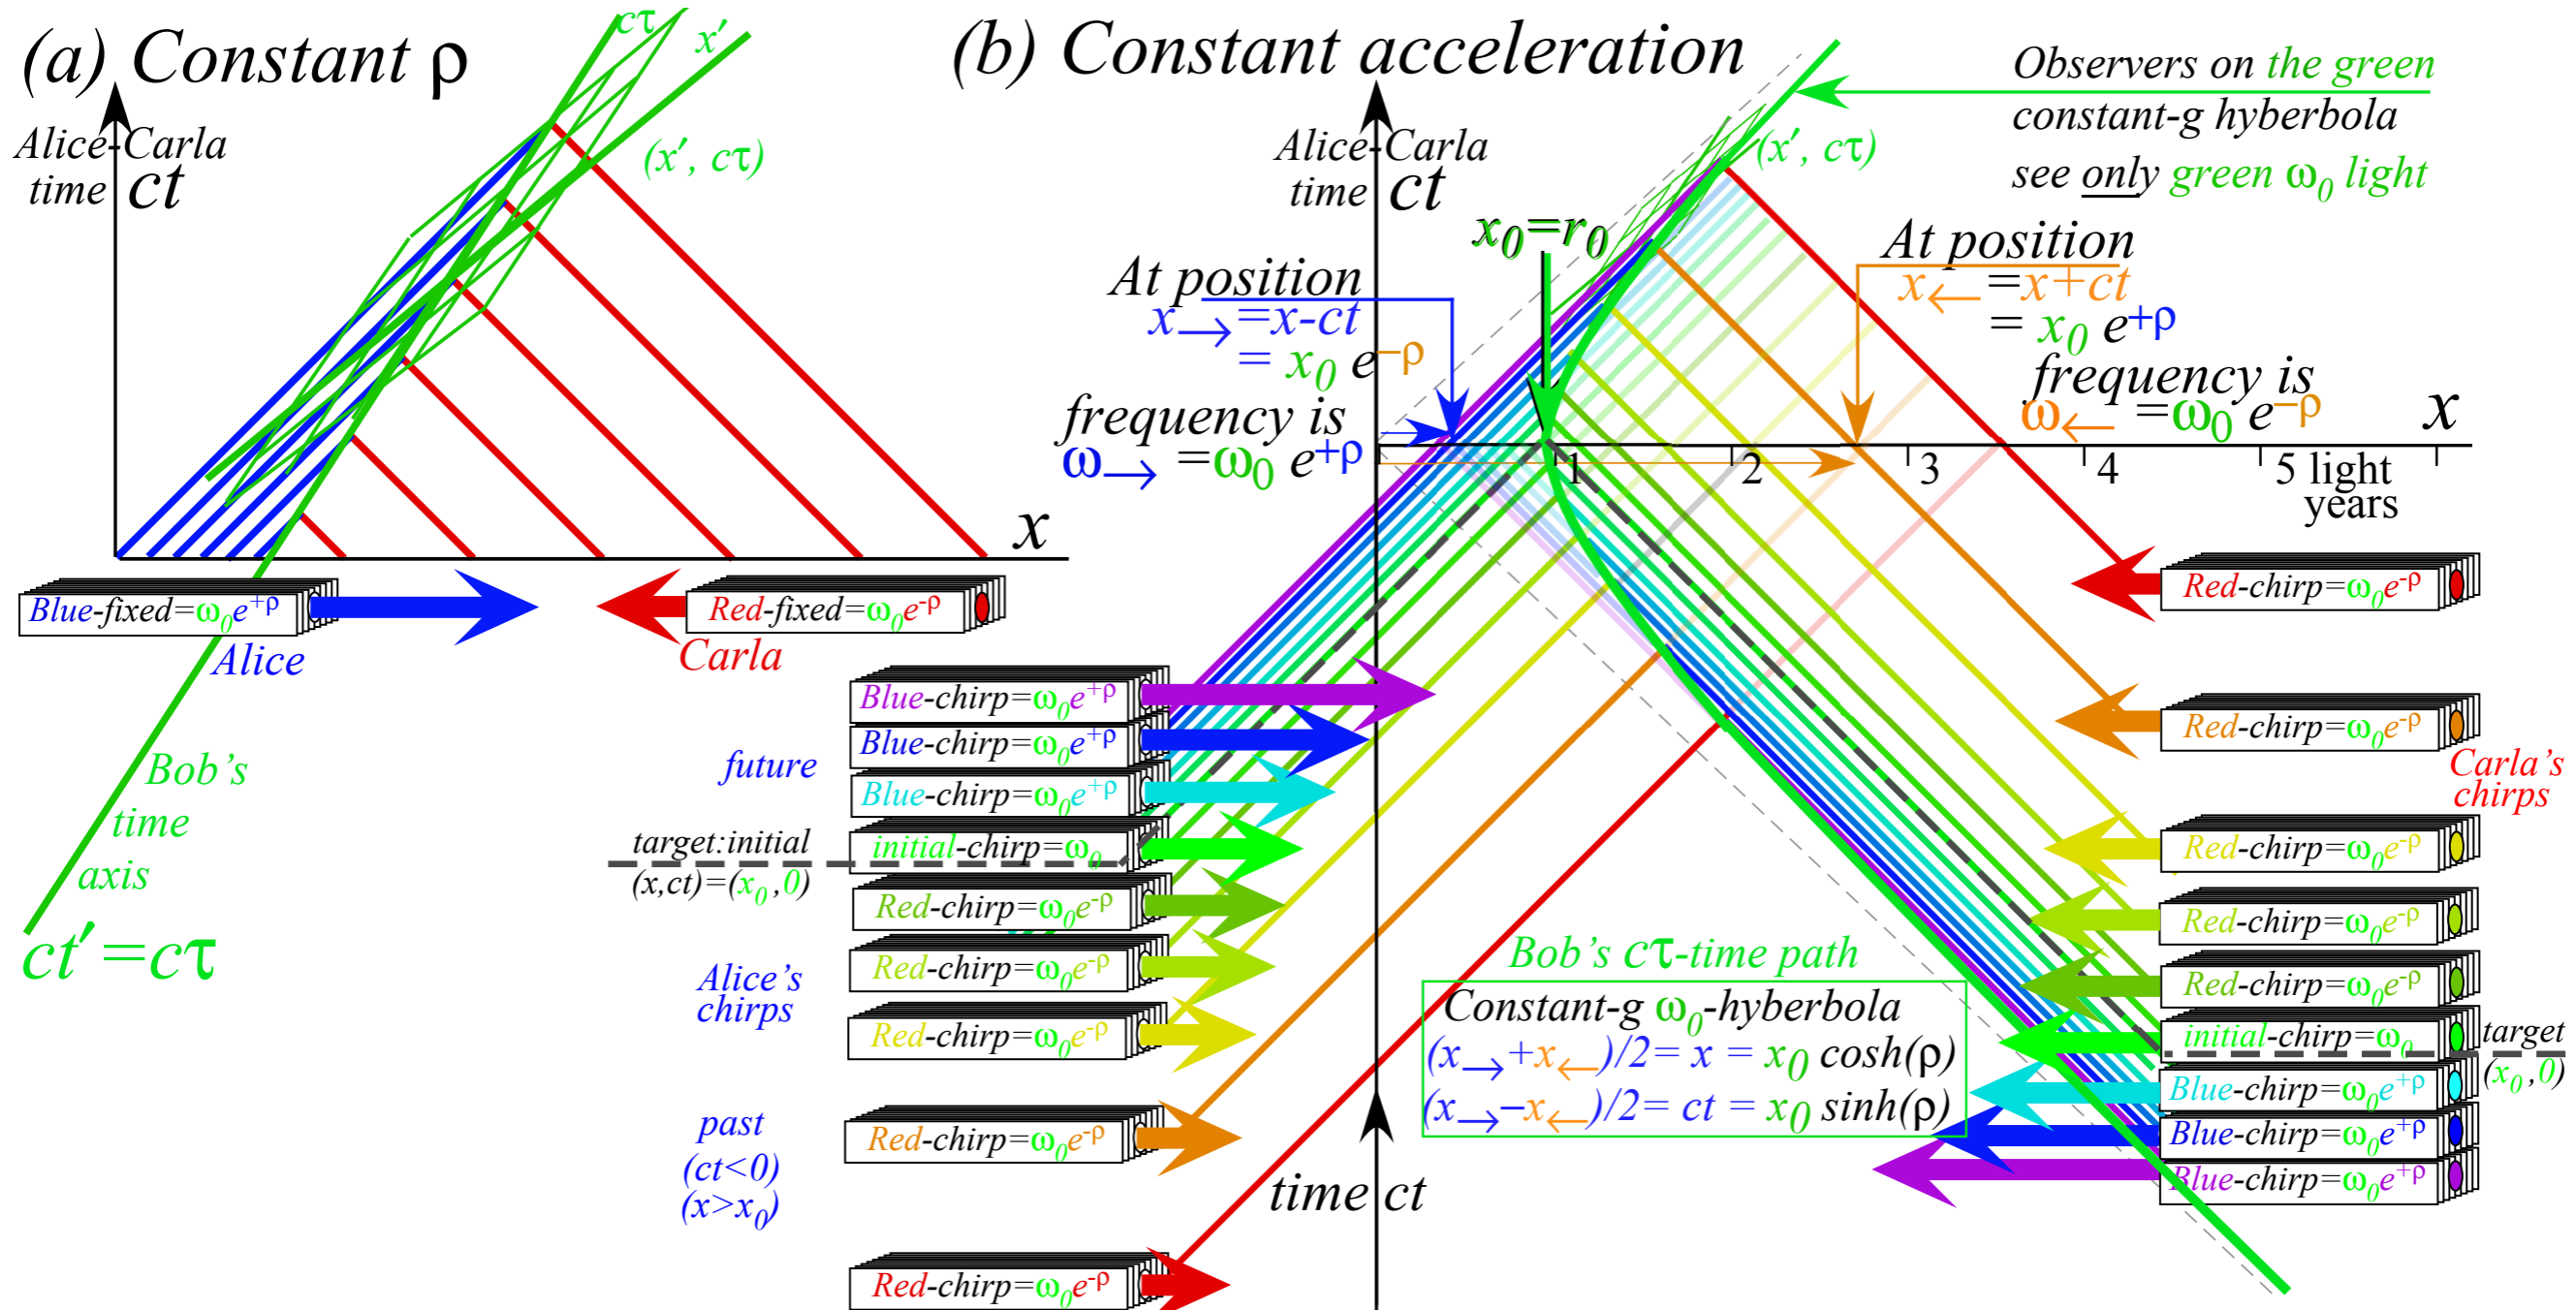 (a) Constant ρ
cτ
x′
Alice-Carla
time ct
(x′, cτ)
x
Blue-fixed=ω₀e⁺ρ
Red-fixed=ω₀e⁻ρ
Alice
Carla
Bob’s
time
axis
ct′=cτ
(b) Constant acceleration
Observers on the green
constant-g hyberbola
see only green ω₀ light
Alice-Carla
time ct
(x′, cτ)
x₀=r₀
At position
x→=x-ct
= x₀ e⁻ρ
frequency is
ω→ =ω₀ e⁺ρ
At position
x←=x+ct
= x₀ e⁺ρ
frequency is
ω← =ω₀ e⁻ρ
x
1
2
3
4
5 light
years
Blue-chirp=ω₀e⁺ρ
Blue-chirp=ω₀e⁺ρ
future
Blue-chirp=ω₀e⁺ρ
target:initial
(x,ct)=(x₀,0)
initial-chirp=ω₀
Red-chirp=ω₀e⁻ρ
Alice’s
chirps
Red-chirp=ω₀e⁻ρ
Red-chirp=ω₀e⁻ρ
past
(ct<0)
(x>x₀)
Red-chirp=ω₀e⁻ρ
Red-chirp=ω₀e⁻ρ
time ct
Bob’s cτ-time path
Constant-g ω₀-hyberbola
(x→+x←)/2= x = x₀ cosh(ρ)
(x→−x←)/2= ct = x₀ sinh(ρ)
Red-chirp=ω₀e⁻ρ
Red-chirp=ω₀e⁻ρ
Carla’s
chirps
Red-chirp=ω₀e⁻ρ
Red-chirp=ω₀e⁻ρ
Red-chirp=ω₀e⁻ρ
initial-chirp=ω₀
target
(x₀,0)
Blue-chirp=ω₀e⁺ρ
Blue-chirp=ω₀e⁺ρ
Blue-chirp=ω₀e⁺ρ